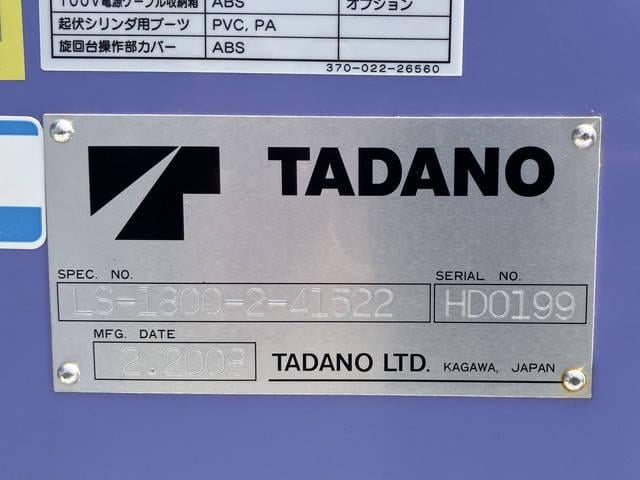 100V電源ケーブル収納箱 ABS オプション
起伏シリンダ用ブーツ PVC, PA
旋回台操作部カバー ABS
370-022-26560
TADANO
SPEC. NO. SERIAL NO.
LS-1800-2-41522 HD0199
MFG. DATE
2.2008 TADANO LTD. KAGAWA, JAPAN